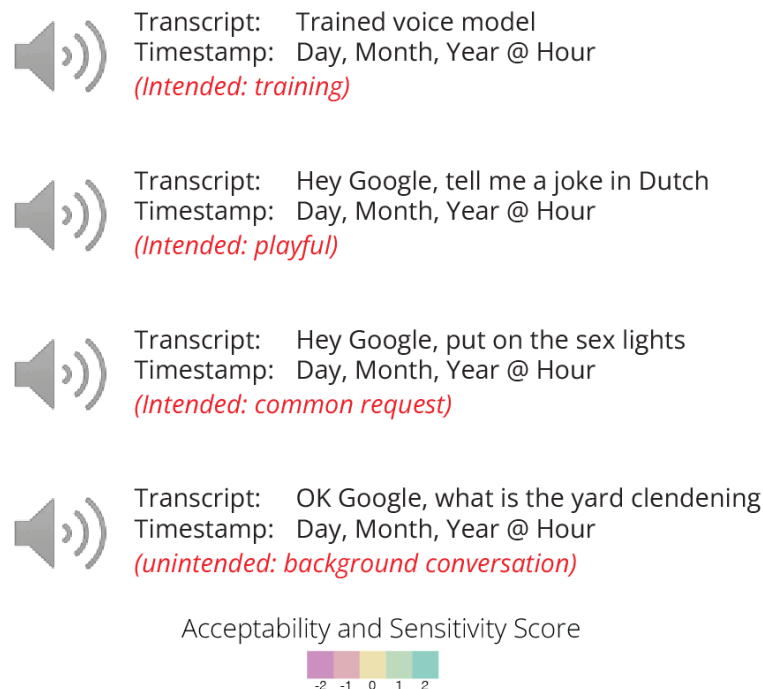 Transcript: Trained voice model
Timestamp: Day, Month, Year @ Hour
(Intended: training)
Transcript: Hey Google, tell me a joke in Dutch
Timestamp: Day, Month, Year @ Hour
(Intended: playful)
Transcript: Hey Google, put on the sex lights
Timestamp: Day, Month, Year @ Hour
(Intended: common request)
Transcript: OK Google, what is the yard clendening
Timestamp: Day, Month, Year @ Hour
(unintended: background conversation)
Acceptability and Sensitivity Score
-2 -1 0 1 2